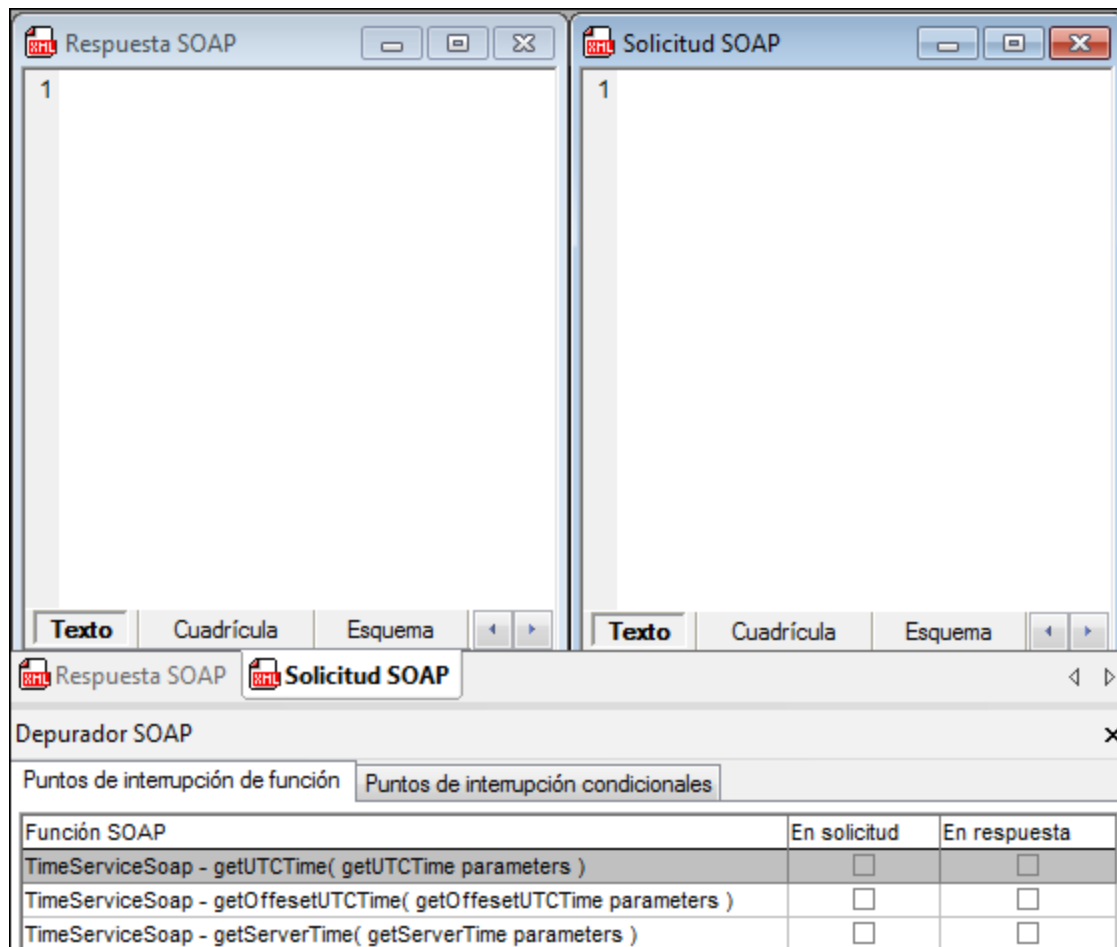 Respuesta SOAP
Solicitud SOAP
1
1
Texto Cuadrícula Esquema
Texto Cuadrícula Esquema
Respuesta SOAP Solicitud SOAP
Depurador SOAP
Puntos de interrupción de función Puntos de interrupción condicionales
Función SOAP En solicitud En respuesta
TimeServiceSoap - getUTCTime( getUTCTime parameters )
TimeServiceSoap - getOffesetUTCTime( getOffesetUTCTime parameters )
TimeServiceSoap - getServerTime( getServerTime parameters )